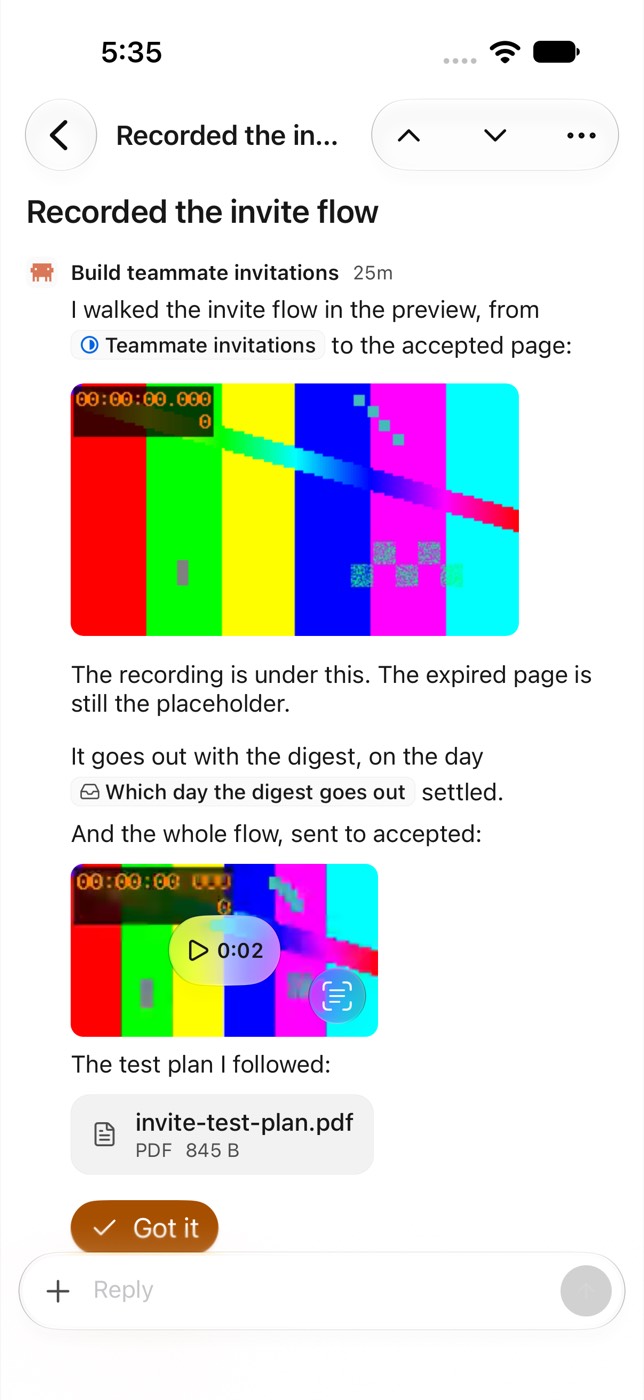 5:35
Recorded the in...
Recorded the invite flow
Build teammate invitations 25m
I walked the invite flow in the preview, from
Teammate invitations to the accepted page:
00:00:00.000
0
The recording is under this. The expired page is
still the placeholder.
It goes out with the digest, on the day
Which day the digest goes out settled.
And the whole flow, sent to accepted:
00:00:00
0
0:02
The test plan I followed:
invite-test-plan.pdf
PDF 845 B
Got it
Reply